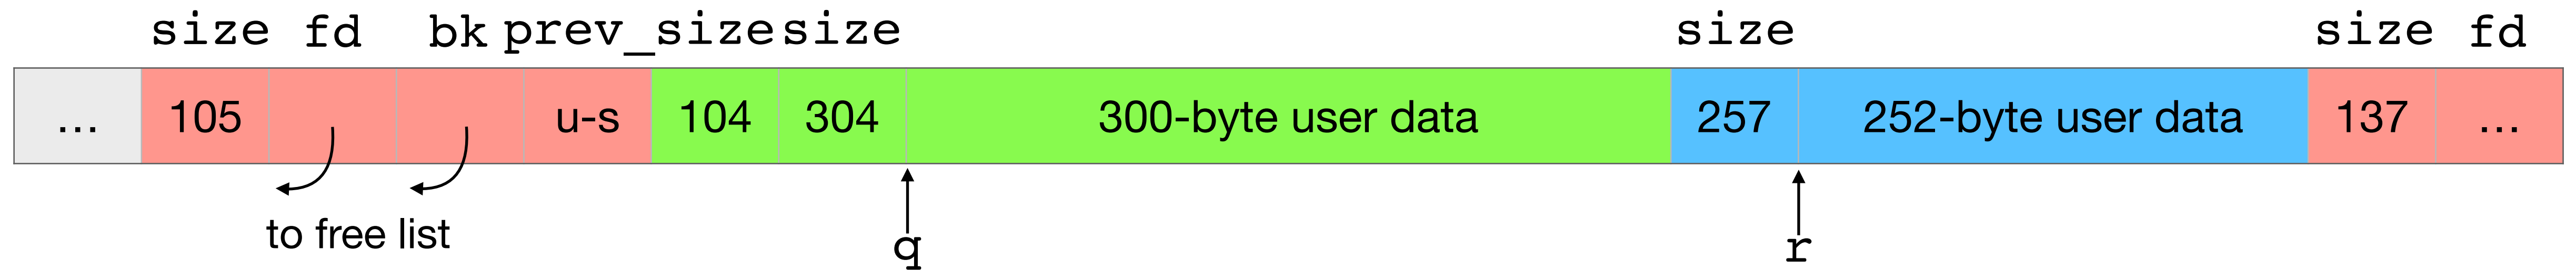 size fd bk prev_size size size size fd
... 105 u-s 104 304 300-byte user data 257 252-byte user data 137 ...
to free list
q r